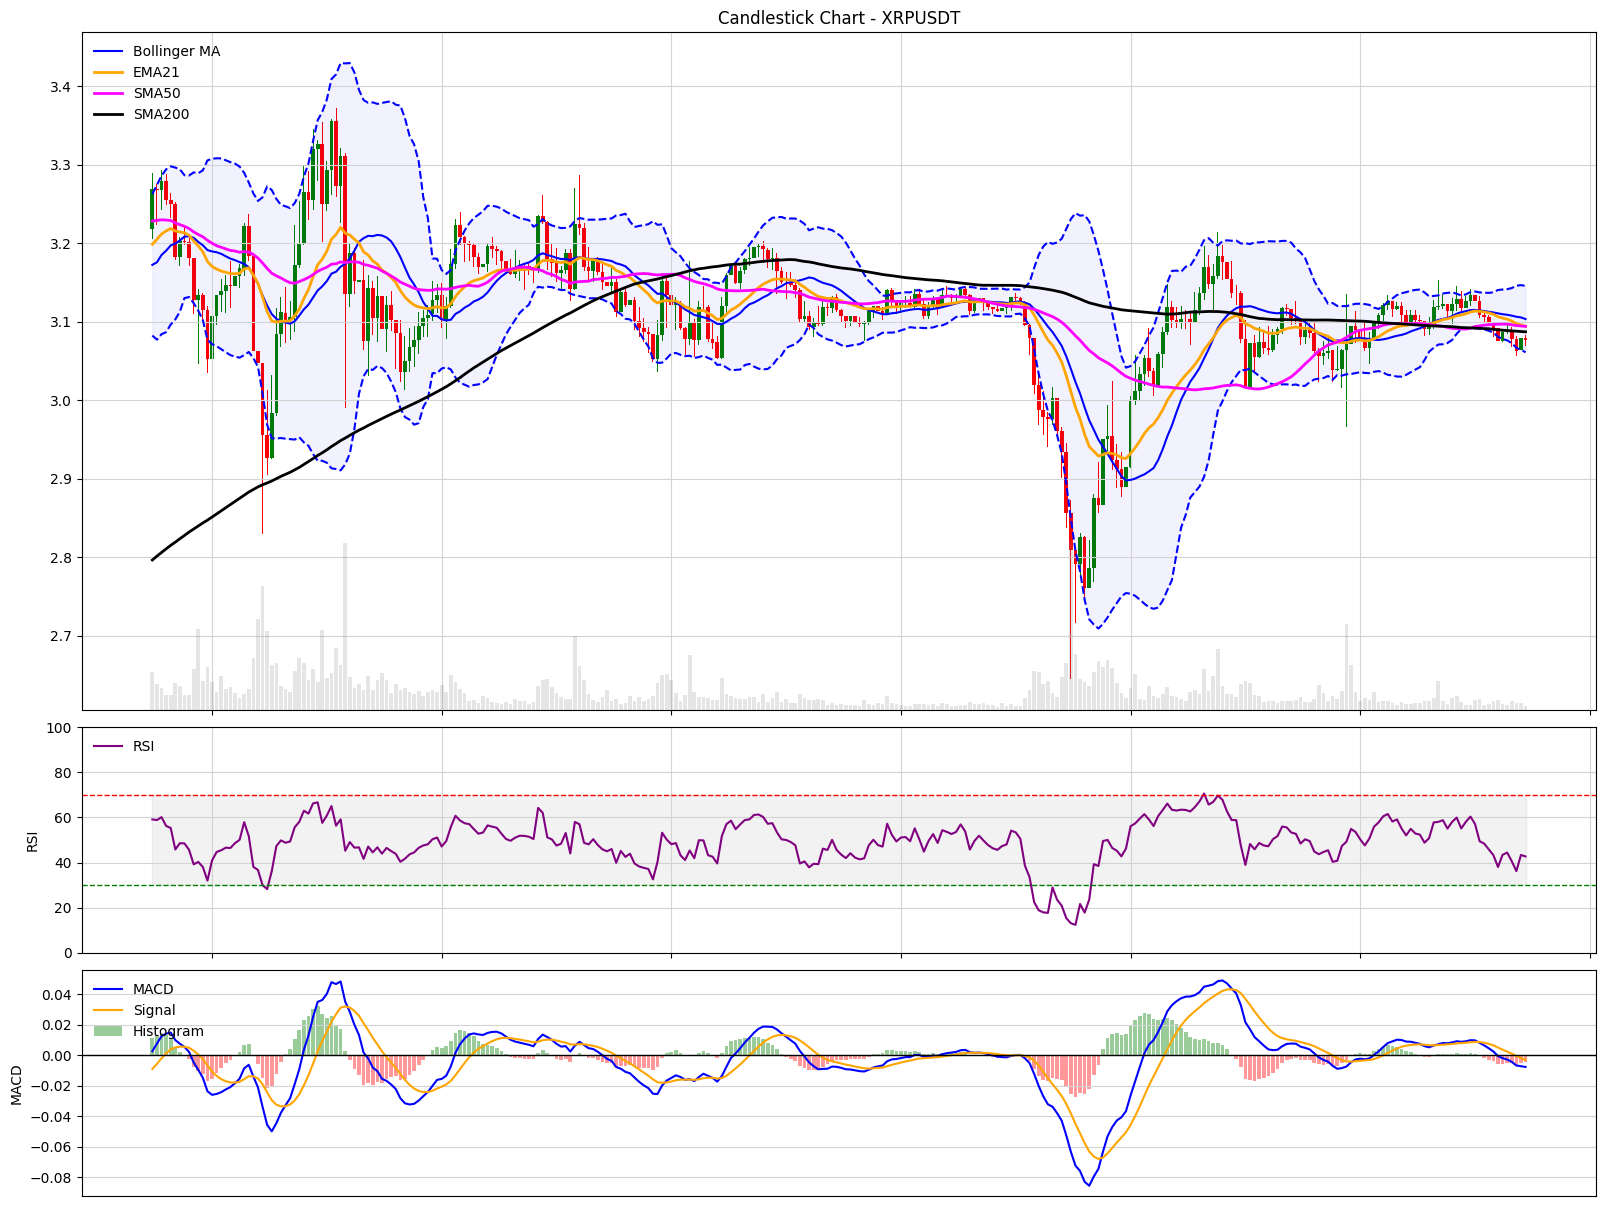 Candlestick Chart - XRPUSDT
Bollinger MA
EMA21
SMA50
SMA200
3.4
3.3
3.2
3.1
3.0
2.9
2.8
2.7
RSI
100
80
60
40
20
0
RSI
MACD
Signal
Histogram
0.04
0.02
0.00
−0.02
−0.04
−0.06
−0.08
MACD